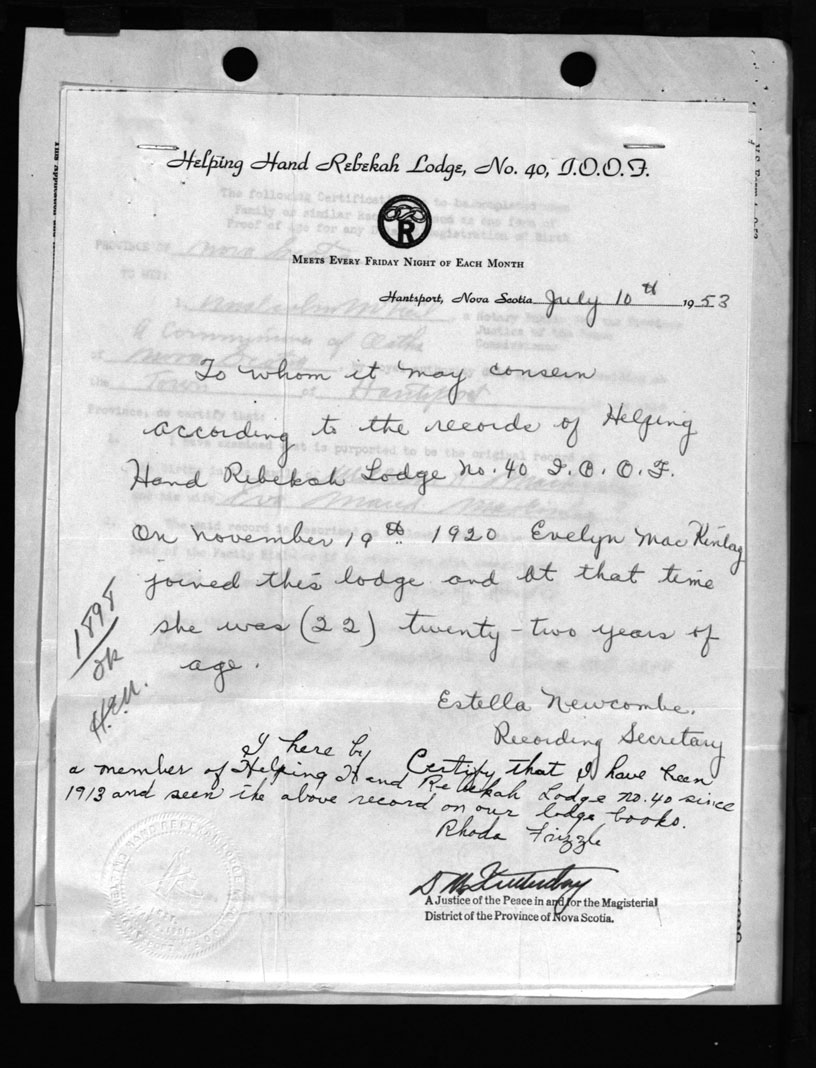 Helping Hand Rebekah Lodge, No. 40, I.O.O.F.
R
MEETS EVERY FRIDAY NIGHT OF EACH MONTH
Hantsport, Nova Scotia July 10th 1953
To whom it may consern
according to the records of Helping
Hand Rebekah Lodge No. 40 I.O.O.F.
On November 19th 1920 Evelyn MacKinlay
joined this lodge and at that time
she was (22) twenty-two years of
age.
1898
OK
H.E.M.
Estella Newcombe.
Recording Secretary
I here by Certify that I have been
a member of Helping Hand Rebekah Lodge no. 40 since
1913 and seen the above record on our lodge books.
Rhoda Frizzle
A Justice of the Peace in and for the Magisterial
District of the Province of Nova Scotia.